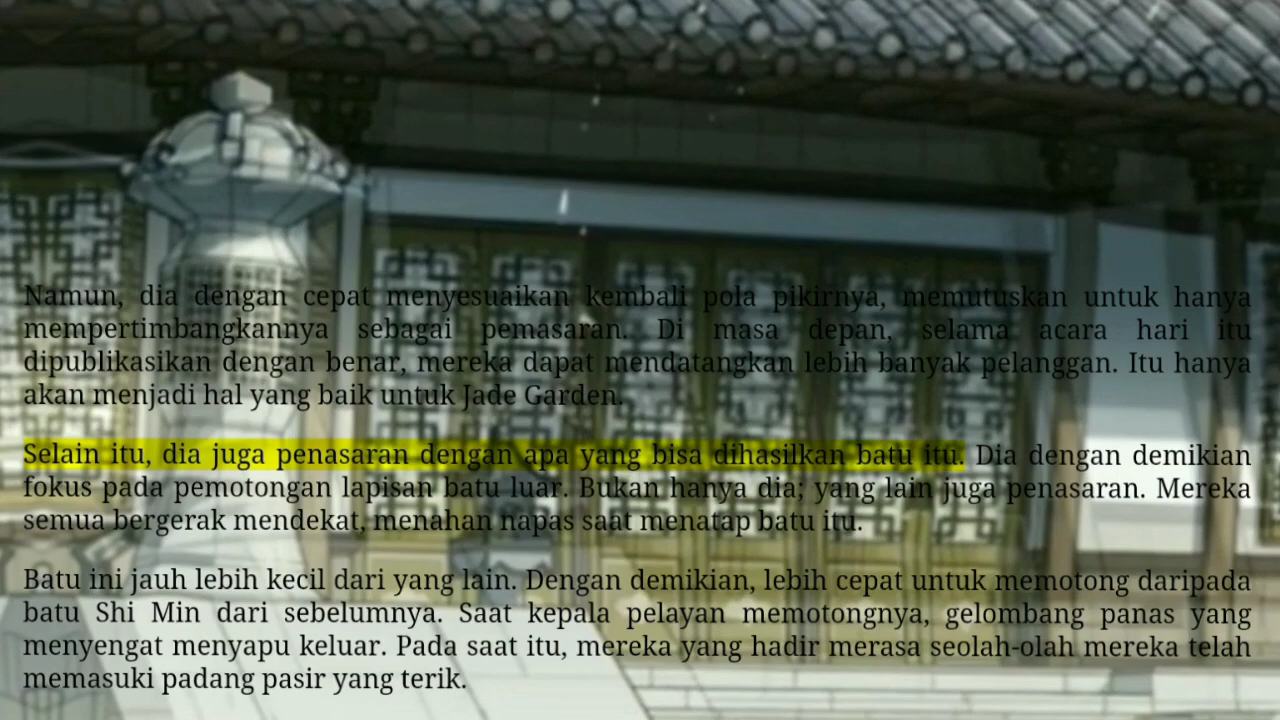 Namun, dia dengan cepat menyesuaikan kembali pola pikirnya, memutuskan untuk hanya
mempertimbangkannya sebagai pemasaran. Di masa depan, selama acara hari itu
dipublikasikan dengan benar, mereka dapat mendatangkan lebih banyak pelanggan. Itu hanya
akan menjadi hal yang baik untuk Jade Garden.
Selain itu, dia juga penasaran dengan apa yang bisa dihasilkan batu itu. Dia dengan demikian
fokus pada pemotongan lapisan batu luar. Bukan hanya dia; yang lain juga penasaran. Mereka
semua bergerak mendekat, menahan napas saat menatap batu itu.
Batu ini jauh lebih kecil dari yang lain. Dengan demikian, lebih cepat untuk memotong daripada
batu Shi Min dari sebelumnya. Saat kepala pelayan memotongnya, gelombang panas yang
menyengat menyapu keluar. Pada saat itu, mereka yang hadir merasa seolah-olah mereka telah
memasuki padang pasir yang terik.